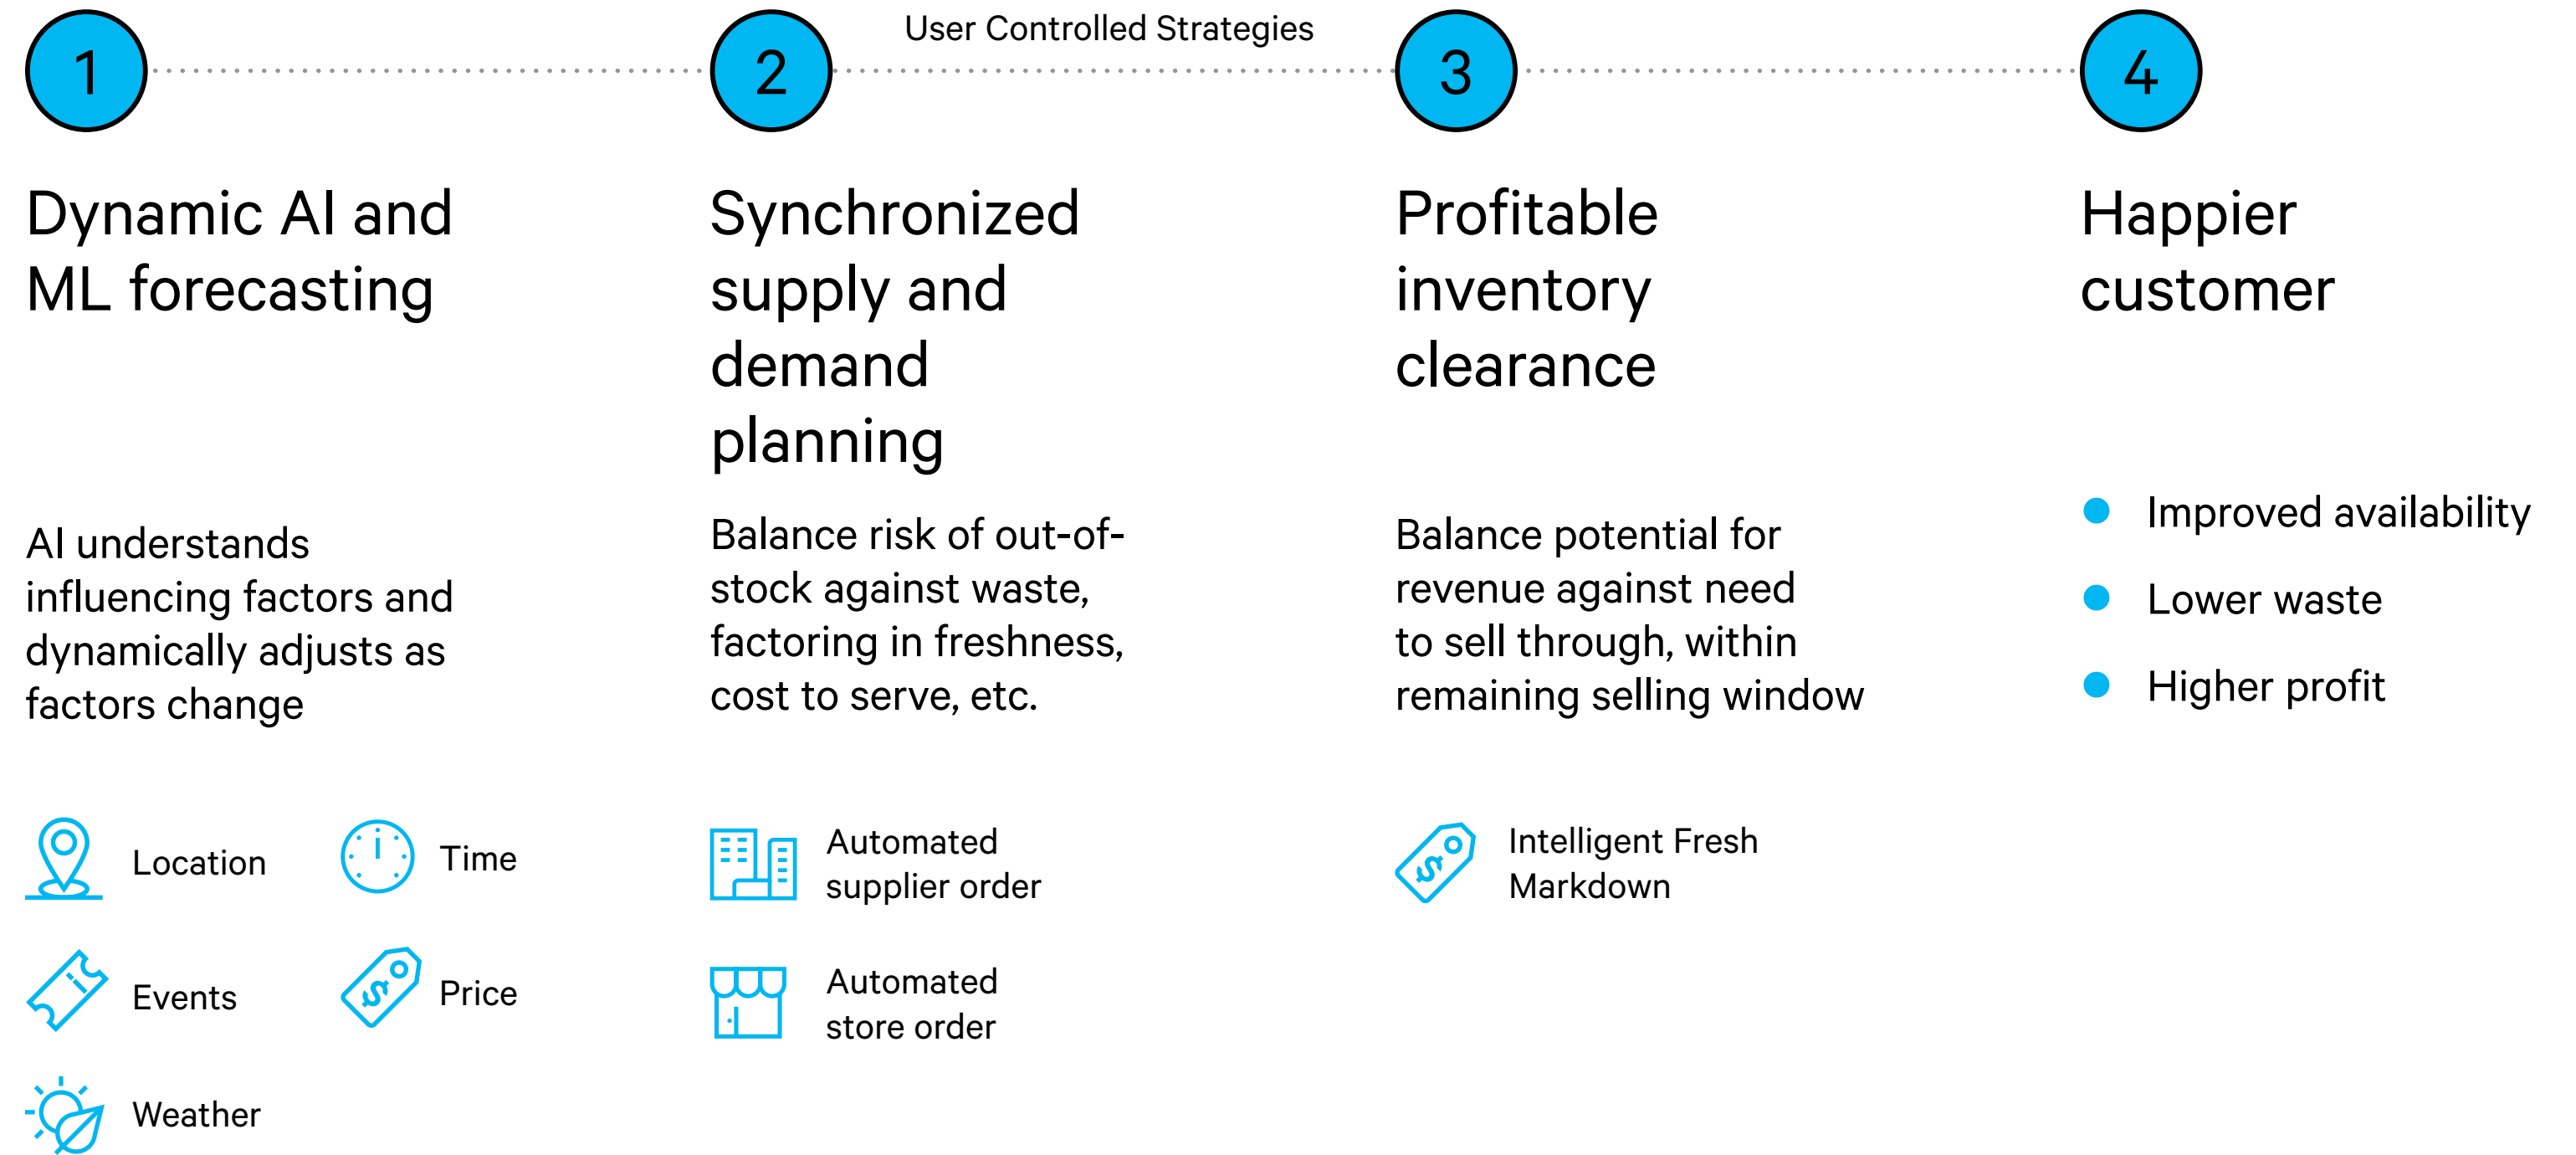 1
2
User Controlled Strategies
3
4
Dynamic AI and
ML forecasting
AI understands
influencing factors and
dynamically adjusts as
factors change
Location
Time
Events
Price
Weather
Synchronized
supply and
demand
planning
Balance risk of out-of-
stock against waste,
factoring in freshness,
cost to serve, etc.
Automated
supplier order
Automated
store order
Profitable
inventory
clearance
Balance potential for
revenue against need
to sell through, within
remaining selling window
Intelligent Fresh
Markdown
Happier
customer
Improved availability
Lower waste
Higher profit